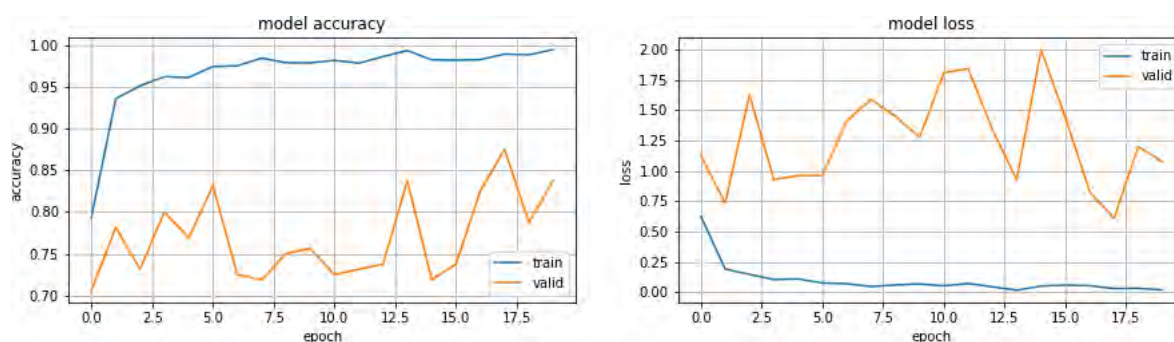 model accuracy
1.00
0.95
0.90
0.85
0.80
0.75
0.70
accuracy
train
valid
0.0 2.5 5.0 7.5 10.0 12.5 15.0 17.5
epoch
model loss
2.00
1.75
1.50
1.25
1.00
0.75
0.50
0.25
0.00
loss
train
valid
0.0 2.5 5.0 7.5 10.0 12.5 15.0 17.5
epoch